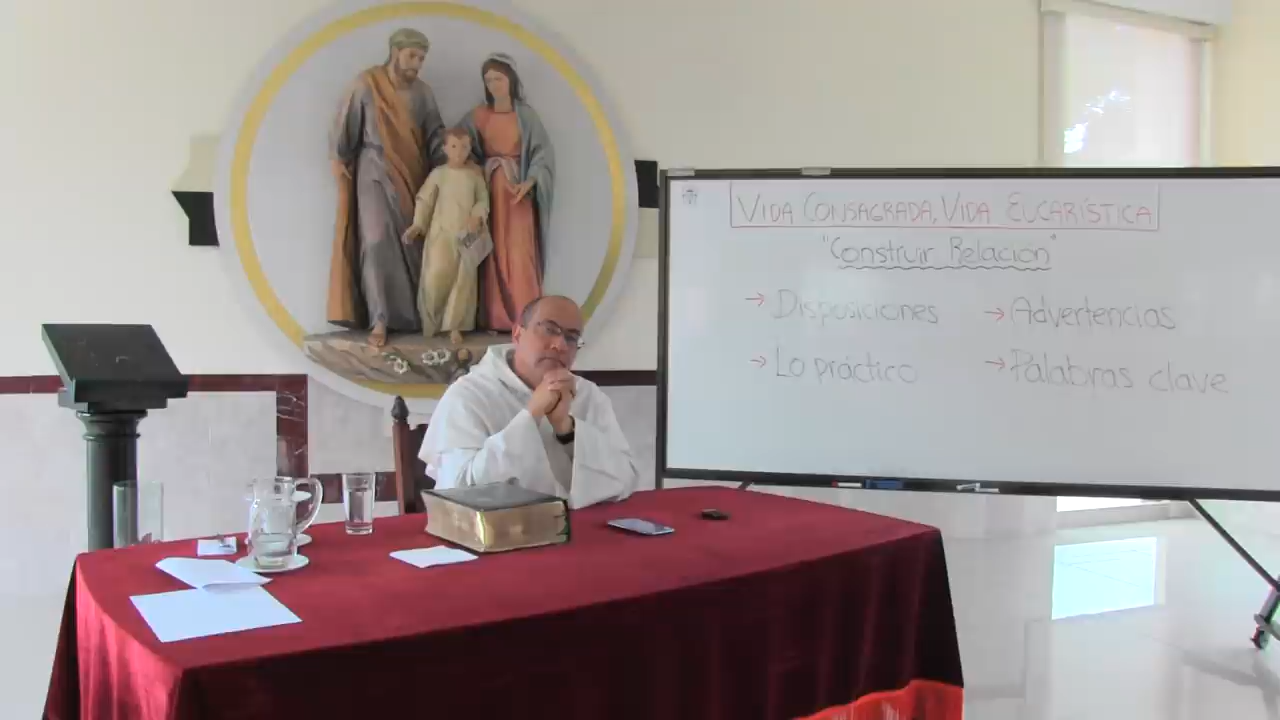 VIDA CONSAGRADA, VIDA EUCARÍSTICA
"Construir Relación"
→ Disposiciones → Advertencias
→ Lo práctico → Palabras clave